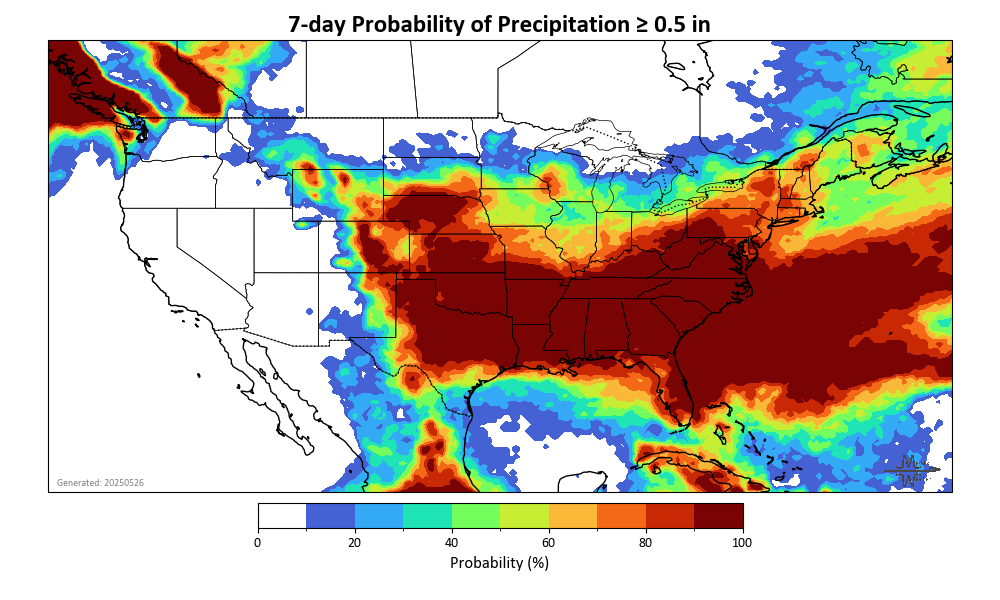 7-day Probability of Precipitation ≥ 0.5 in
Generated: 20250526
0 20 40 60 80 100
Probability (%)